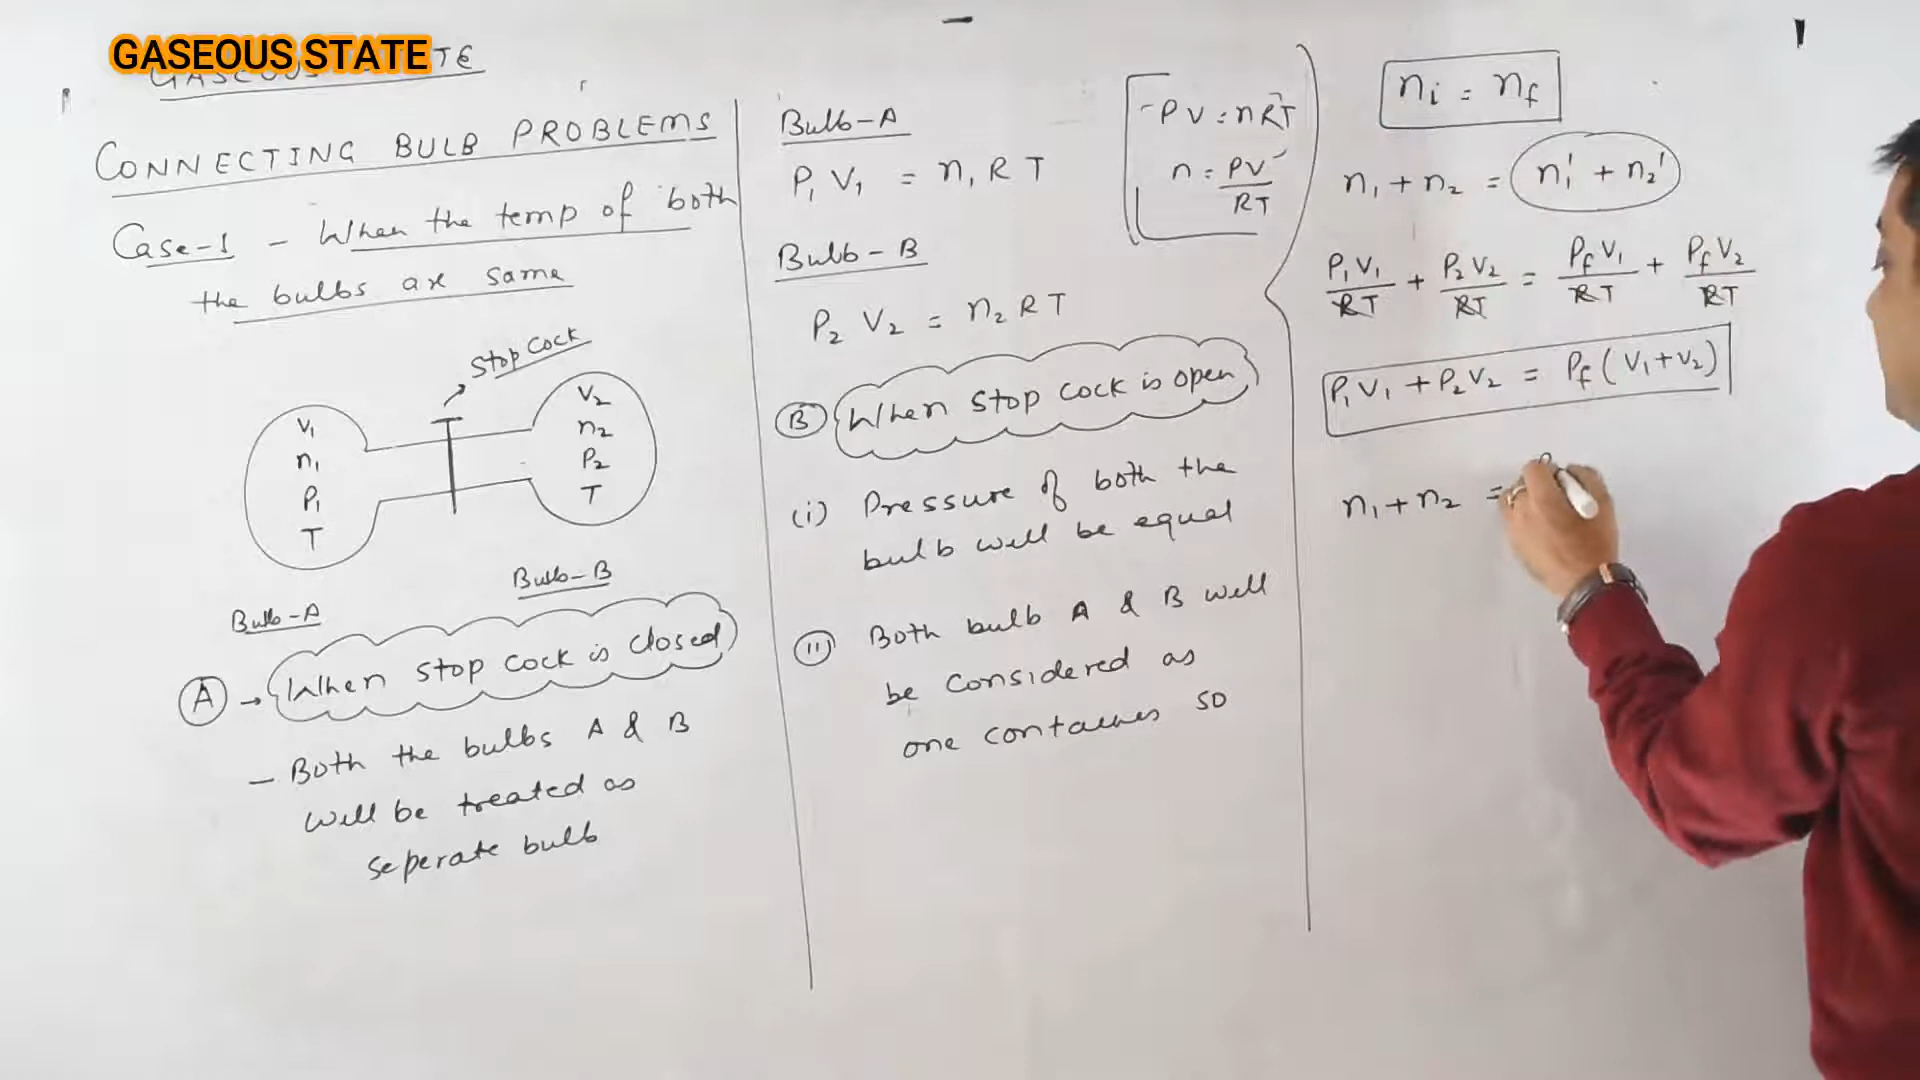 GASEOUS STATE
CONNECTING BULB PROBLEMS
Case-1 - When the temp of both
the bulbs are same
Stop Cock
V₁
n₁
P₁
T
V₂
n₂
P₂
T
Bulb-A
Bulb-B
(A) → When stop cock is closed
- Both the bulbs A & B
will be treated as
seperate bulb
Bulb-A
P₁ V₁ = n₁ R T
Bulb - B
P₂ V₂ = n₂ R T
(B) When stop cock is open
(i) Pressure of both the
bulb will be equal
(ii) Both bulb A & B will
be considered as
one container so
PV = nRT
n = PV/RT
nᵢ = n_f
n₁ + n₂ = n₁' + n₂'
P₁V₁/RT + P₂V₂/RT = P_fV₁/RT + P_fV₂/RT
P₁V₁ + P₂V₂ = P_f (V₁+V₂)
n₁ + n₂ =